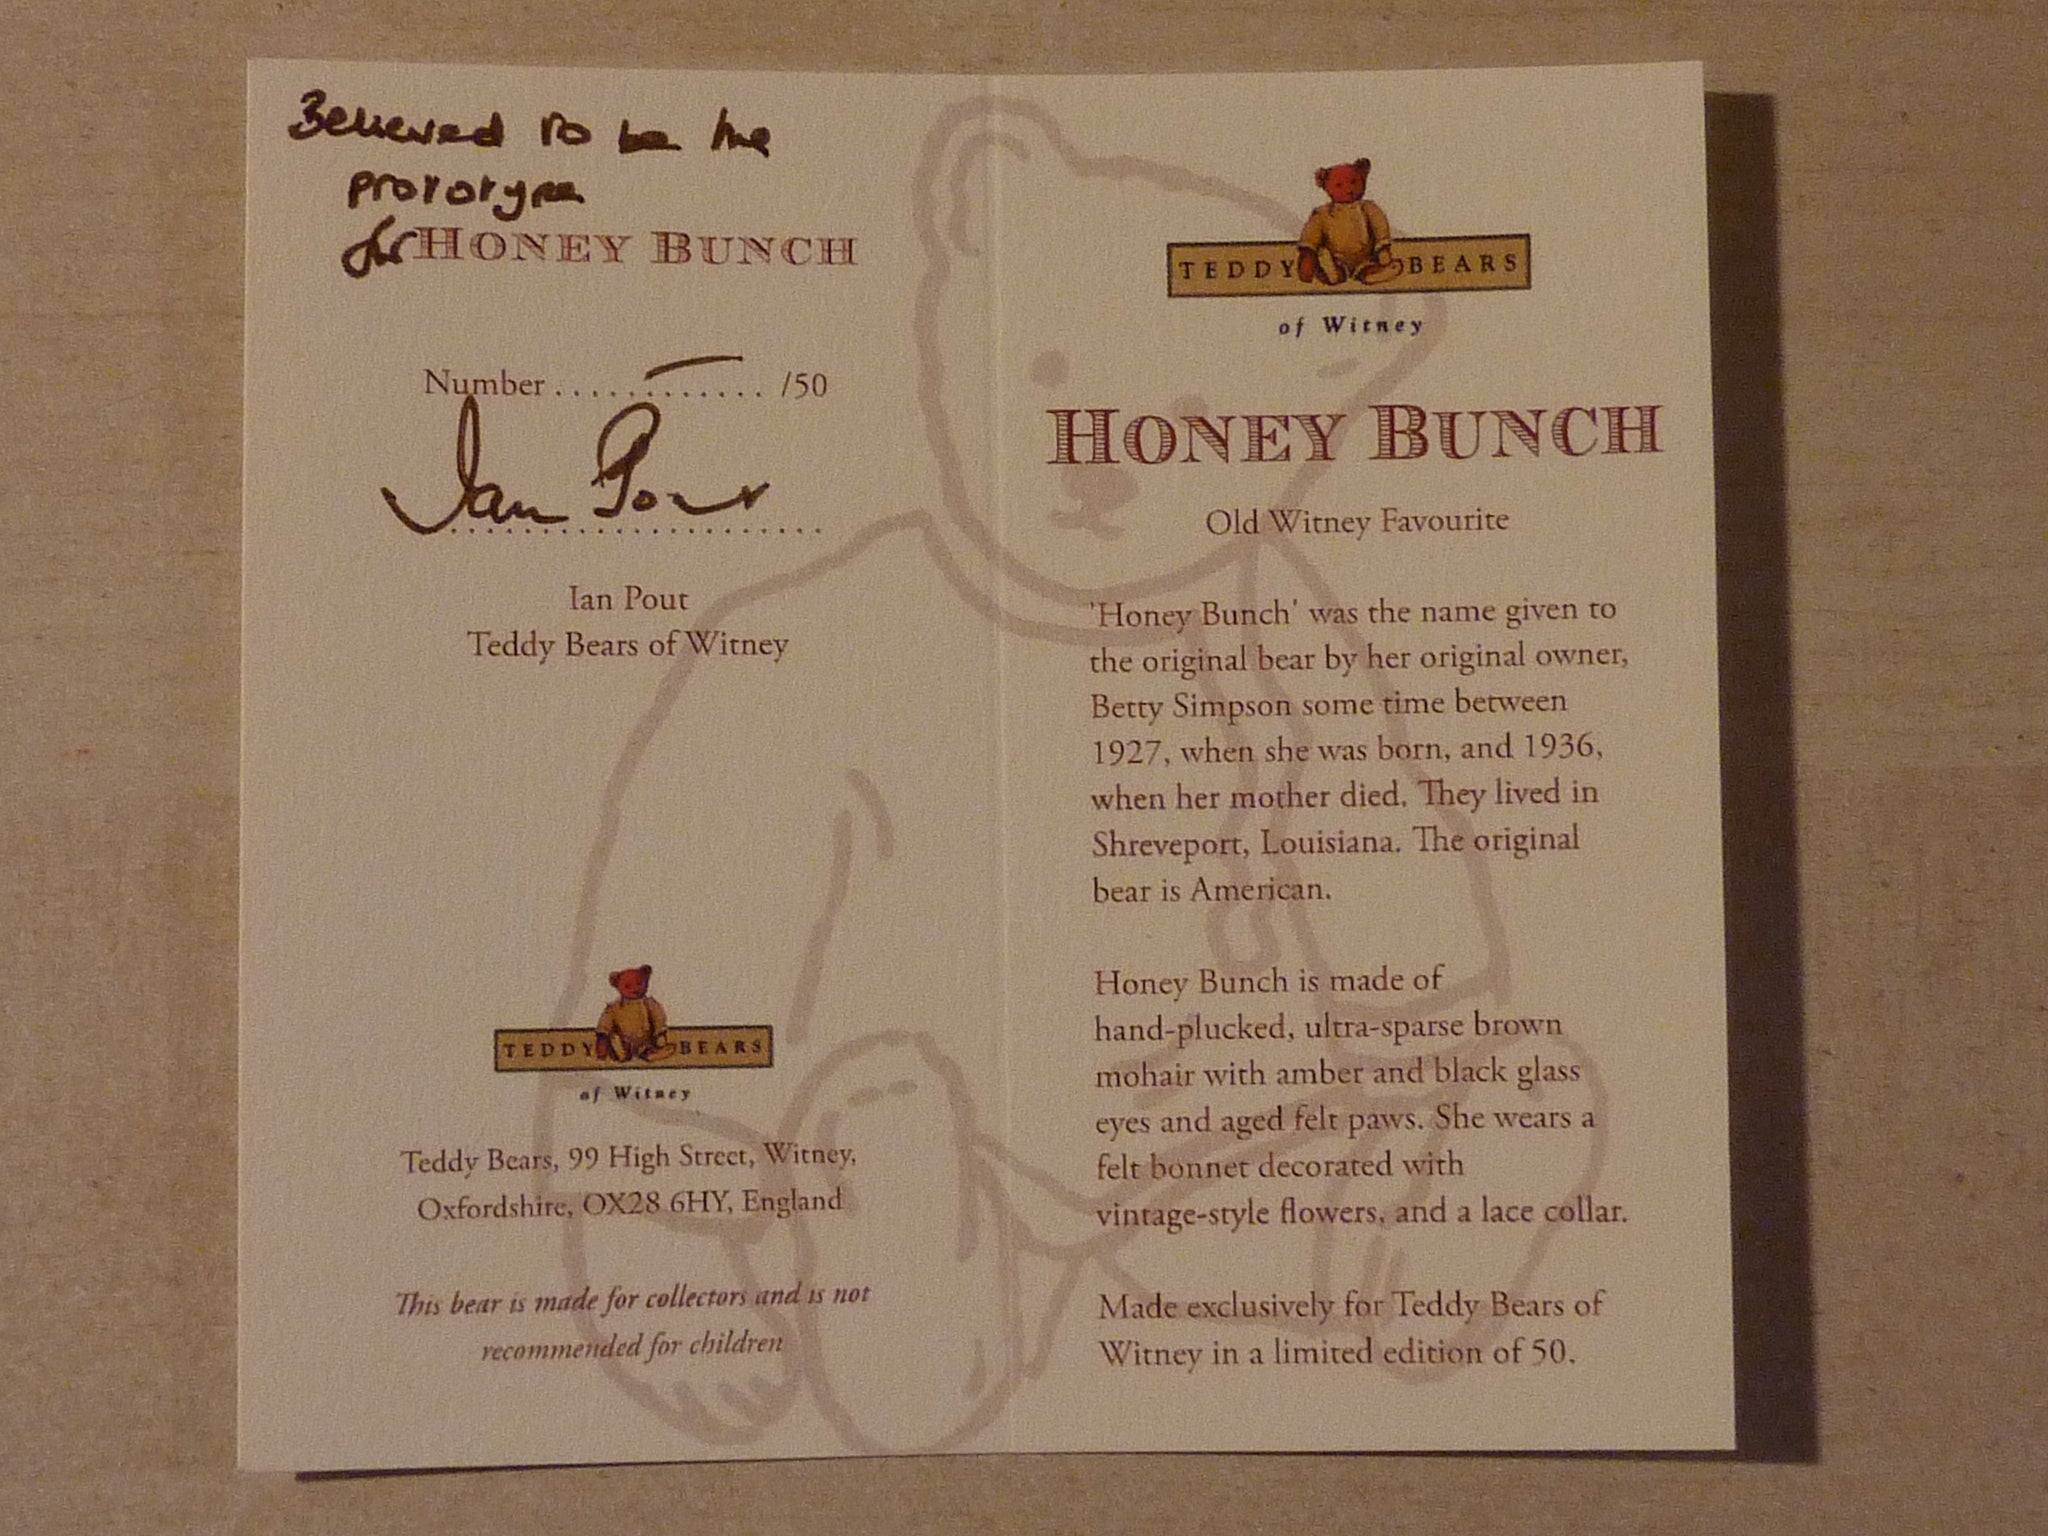 Believed to be the
prototype
for HONEY BUNCH
Number ............ /50
Ian Pout
Ian Pout
Teddy Bears of Witney
TEDDY BEARS
of Witney
Teddy Bears, 99 High Street, Witney,
Oxfordshire, OX28 6HY, England
This bear is made for collectors and is not
recommended for children
TEDDY BEARS
of Witney
HONEY BUNCH
Old Witney Favourite
'Honey Bunch' was the name given to
the original bear by her original owner,
Betty Simpson some time between
1927, when she was born, and 1936,
when her mother died. They lived in
Shreveport, Louisiana. The original
bear is American.
Honey Bunch is made of
hand-plucked, ultra-sparse brown
mohair with amber and black glass
eyes and aged felt paws. She wears a
felt bonnet decorated with
vintage-style flowers, and a lace collar.
Made exclusively for Teddy Bears of
Witney in a limited edition of 50.